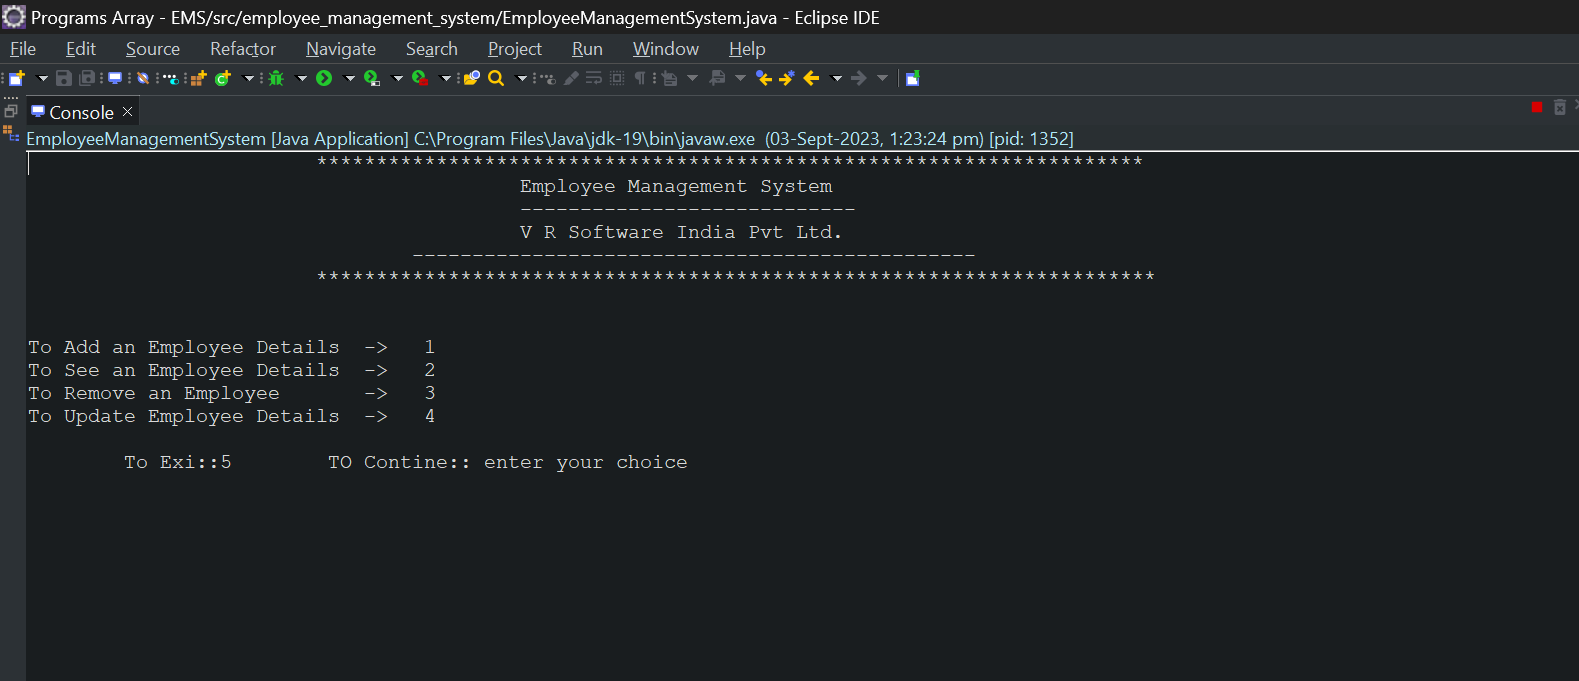 Programs Array - EMS/src/employee_management_system/EmployeeManagementSystem.java - Eclipse IDE
File Edit Source Refactor Navigate Search Project Run Window Help
Console
EmployeeManagementSystem [Java Application] C:\Program Files\Java\jdk-19\bin\javaw.exe (03-Sept-2023, 1:23:24 pm) [pid: 1352]
*********************************************************************
Employee Management System
----------------------------
V R Software India Pvt Ltd.
-----------------------------------------------
**********************************************************************
To Add an Employee Details -> 1
To See an Employee Details -> 2
To Remove an Employee -> 3
To Update Employee Details -> 4
To Exi::5 TO Contine:: enter your choice